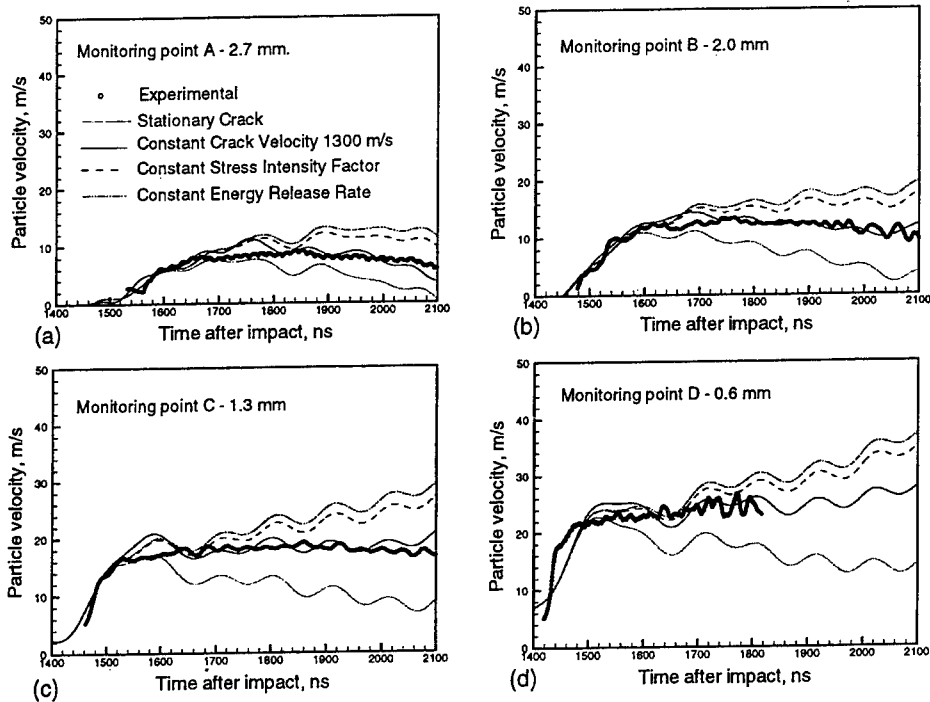 Monitoring point A - 2.7 mm.
Experimental
Stationary Crack
Constant Crack Velocity 1300 m/s
Constant Stress Intensity Factor
Constant Energy Release Rate
Particle velocity, m/s
50
40
30
20
10
0
1400 1500 1600 1700 1800 1900 2000 2100
(a)
Time after impact, ns
Monitoring point B - 2.0 mm
Particle velocity, m/s
50
40
30
20
10
0
1400 1500 1600 1700 1800 1900 2000 2100
(b)
Time after impact, ns
Monitoring point C - 1.3 mm
Particle velocity, m/s
50
40
30
20
10
0
1400 1500 1600 1700 1800 1900 2000 2100
(c)
Time after impact, ns
Monitoring point D - 0.6 mm
Particle velocity, m/s
50
40
30
20
10
0
1400 1500 1600 1700 1800 1900 2000 2100
(d)
Time after impact, ns